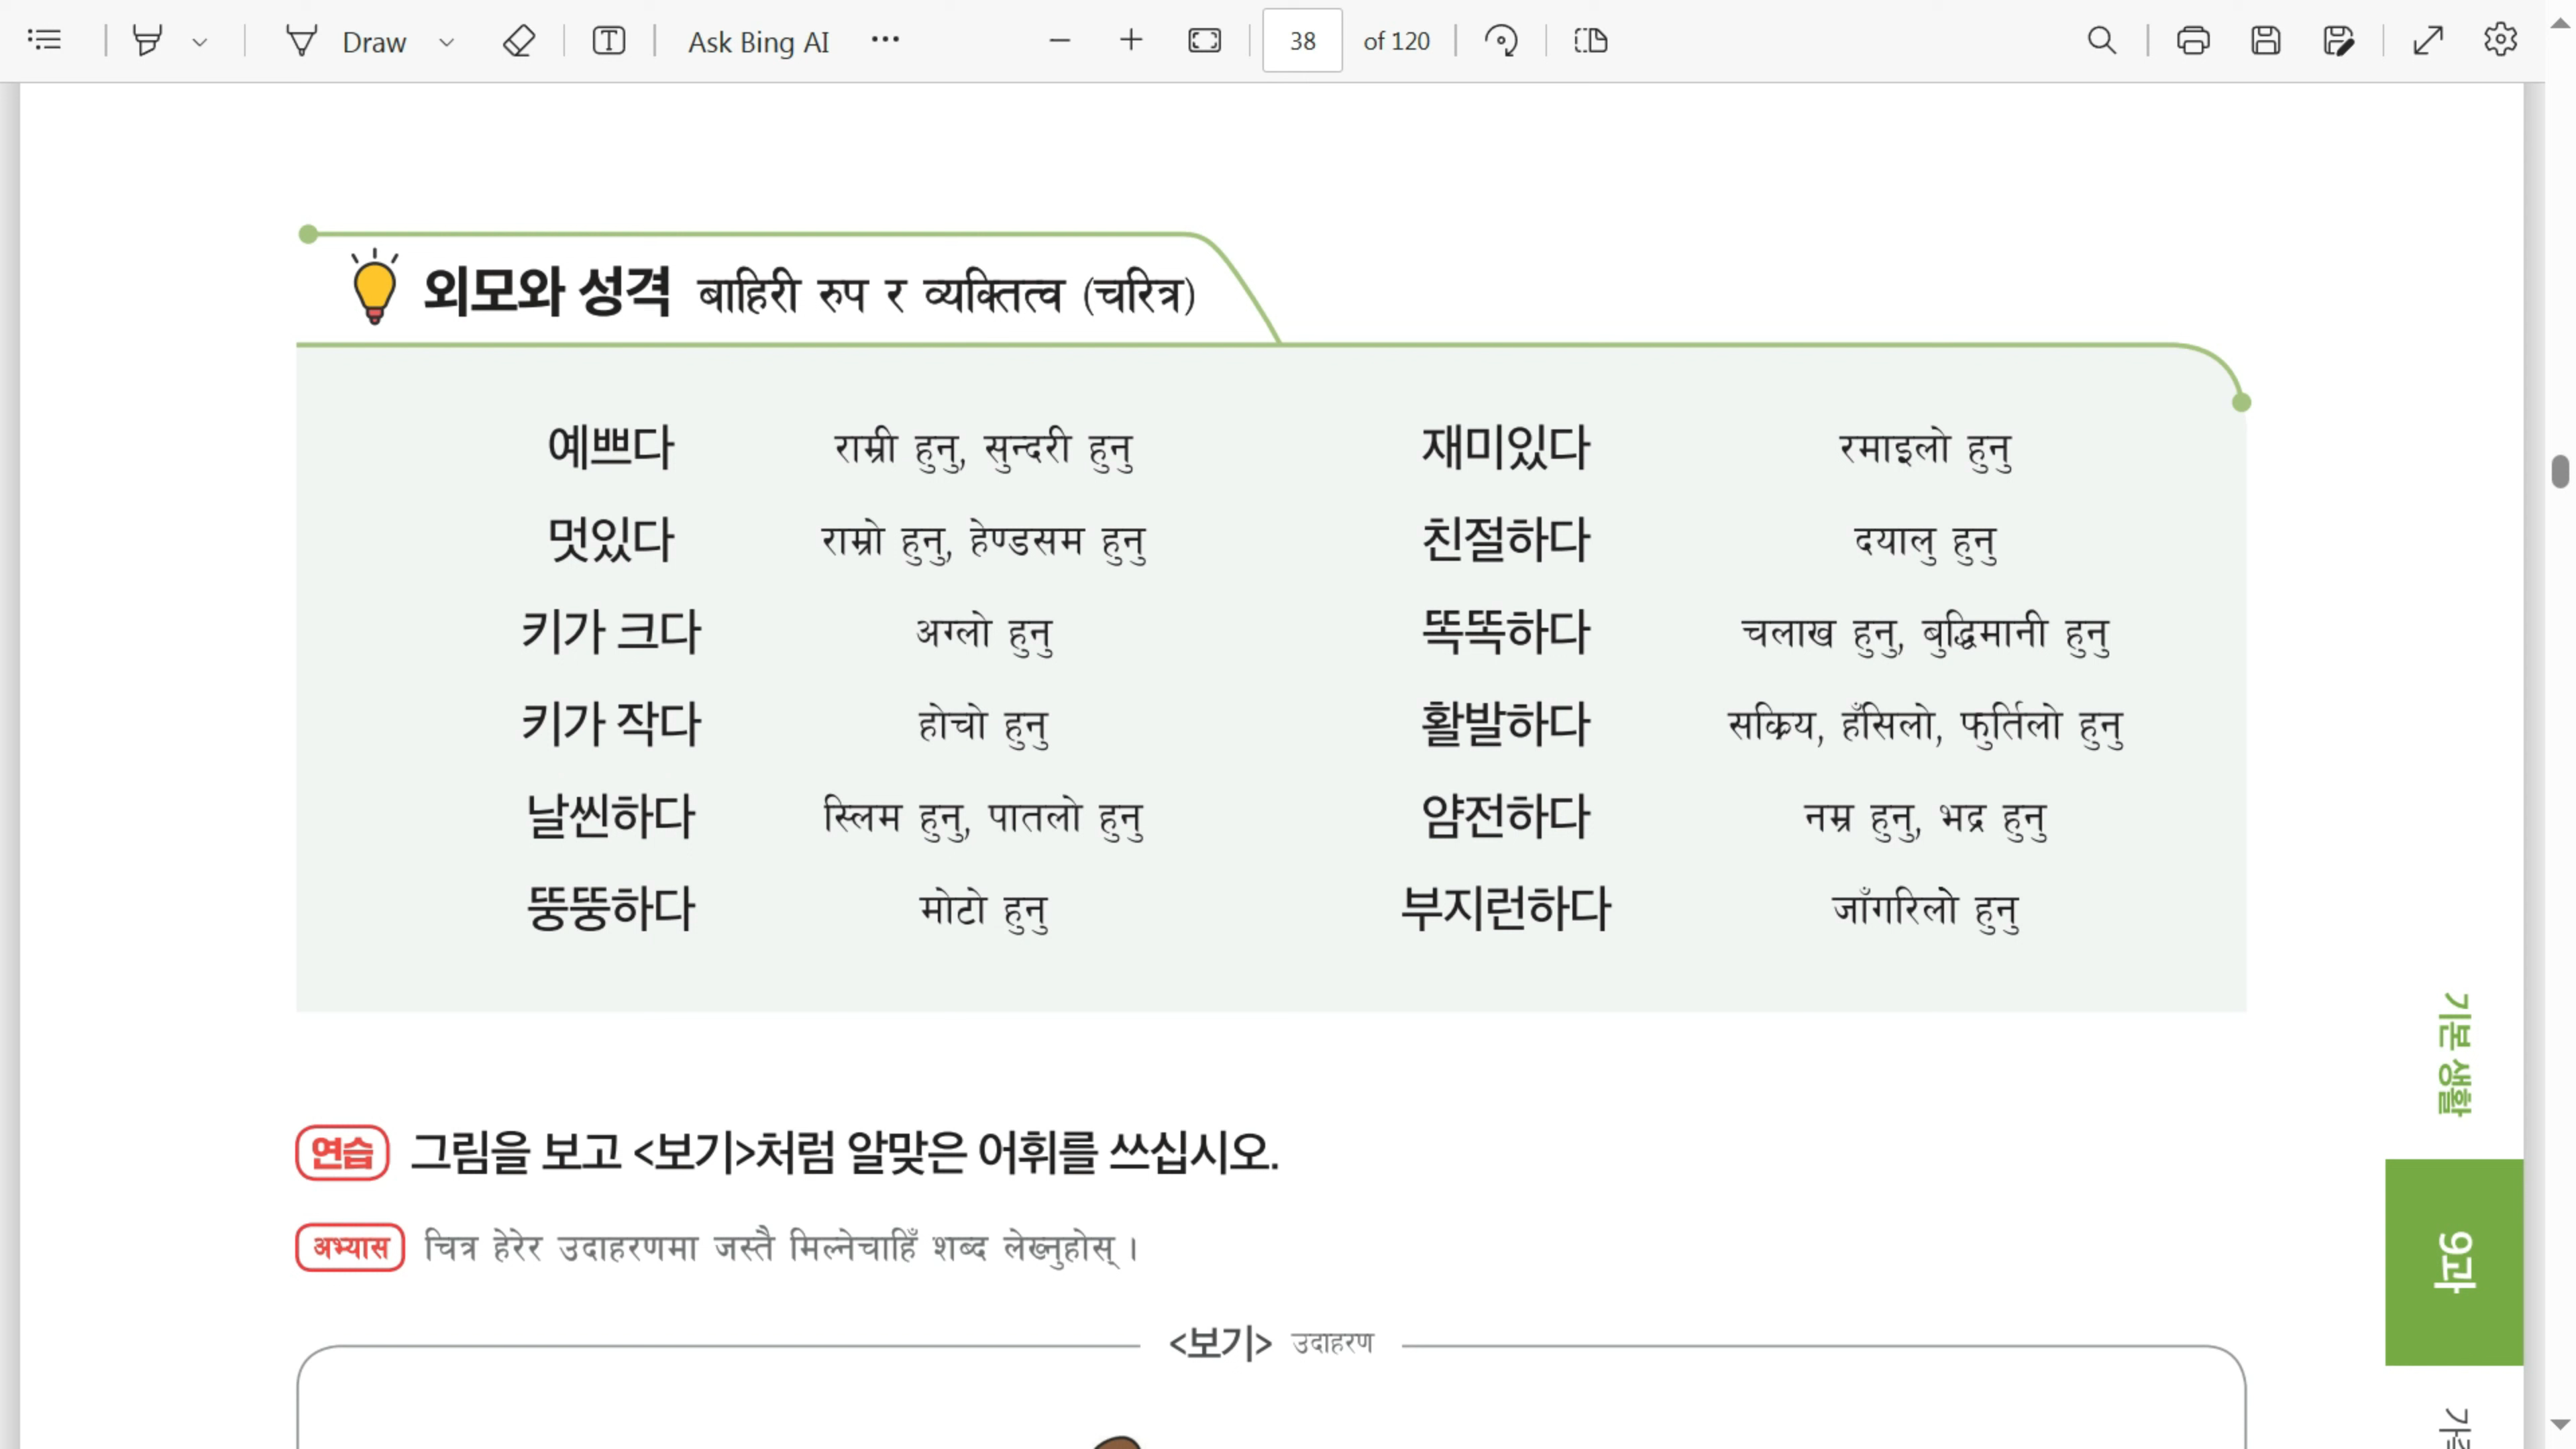 Draw
Ask Bing AI
38 of 120
외모와 성격 बाहिरी रुप र व्यक्तित्व (चरित्र)
예쁘다 राम्री हुनु, सुन्दरी हुनु 재미있다 रमाइलो हुनु
멋있다 राम्रो हुनु, हेण्डसम हुनु 친절하다 दयालु हुनु
키가 크다 अग्लो हुनु 똑똑하다 चलाख हुनु, बुद्धिमानी हुनु
키가 작다 होचो हुनु 활발하다 सक्रिय, हँसिलो, फुर्तिलो हुनु
날씬하다 स्लिम हुनु, पातलो हुनु 얌전하다 नम्र हुनु, भद्र हुनु
뚱뚱하다 मोटो हुनु 부지런하다 जाँगरिलो हुनु
연습 그림을 보고 <보기>처럼 알맞은 어휘를 쓰십시오.
अभ्यास चित्र हेरेर उदाहरणमा जस्तै मिल्नेचाहिँ शब्द लेख्नुहोस् ।
<보기> उदाहरण
기본 생활
9과